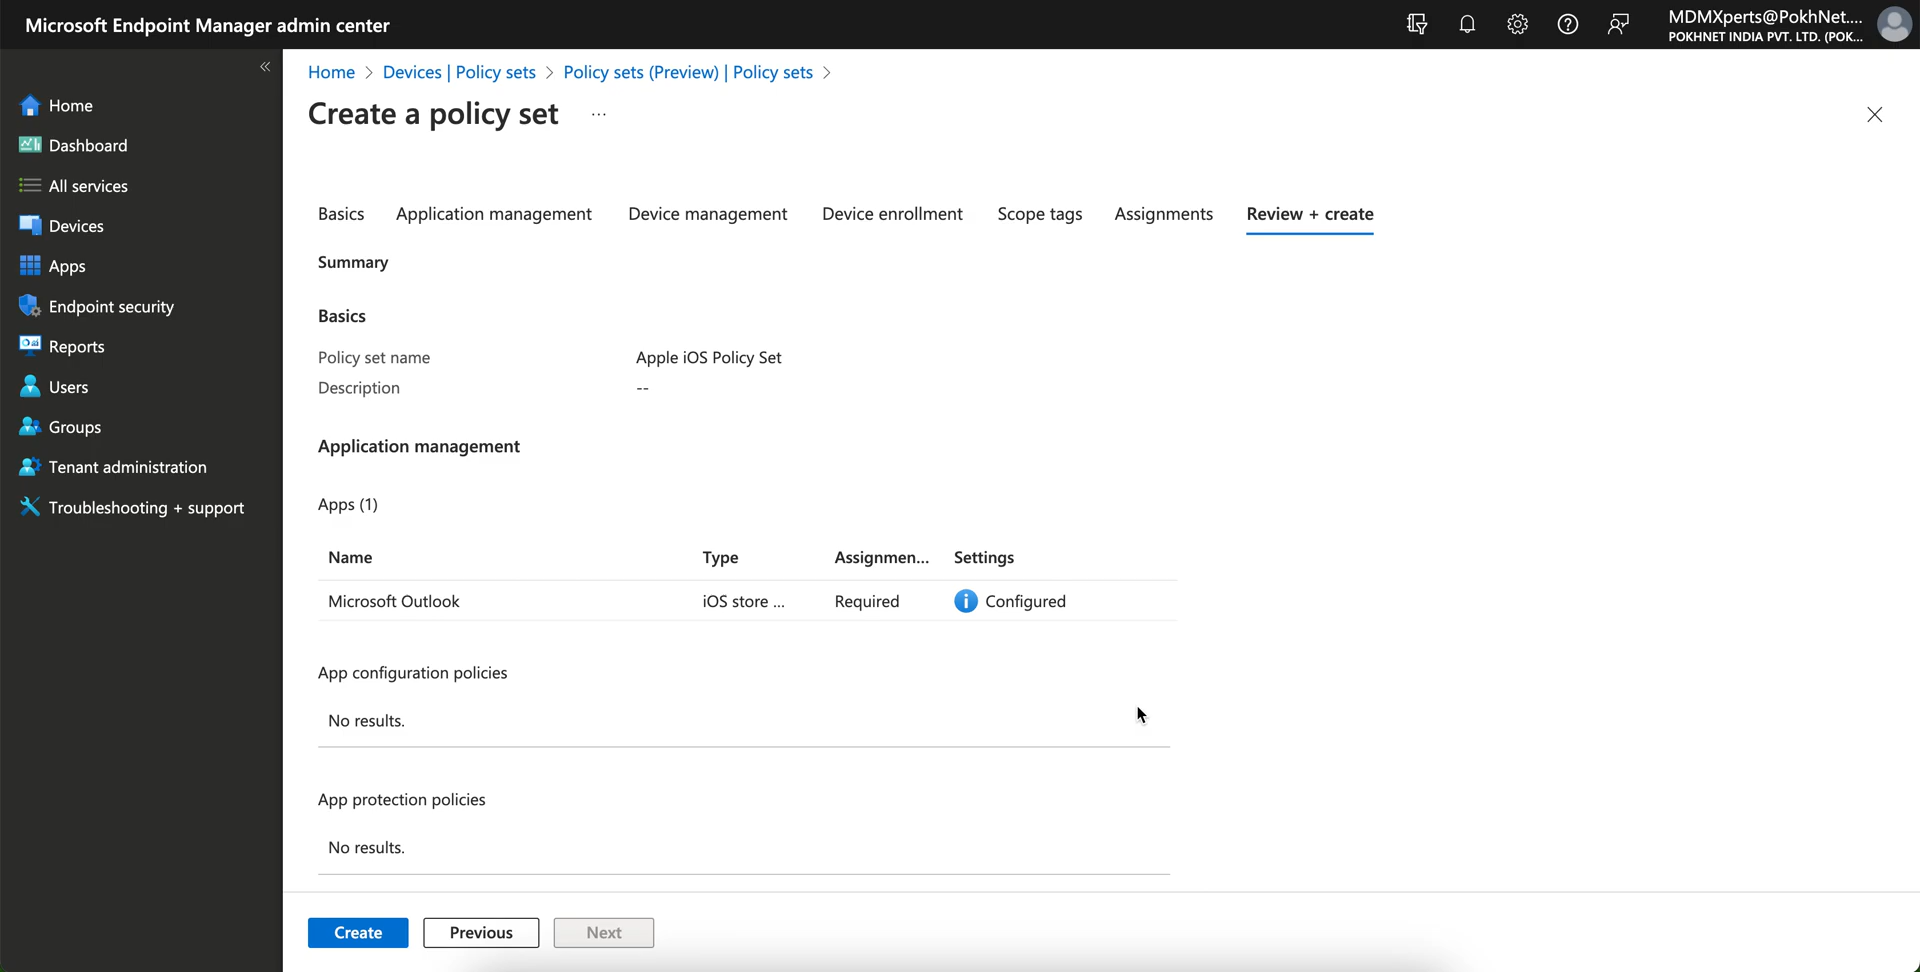 Microsoft Endpoint Manager admin center
MDMXperts@PokhNet....
POKHNET INDIA PVT. LTD. (POK...
Home > Devices | Policy sets > Policy sets (Preview) | Policy sets >
Create a policy set ...
Home
Dashboard
All services
Devices
Apps
Endpoint security
Reports
Users
Groups
Tenant administration
Troubleshooting + support
Basics Application management Device management Device enrollment Scope tags Assignments Review + create
Summary
Basics
Policy set name Apple iOS Policy Set
Description --
Application management
Apps (1)
Name Type Assignmen... Settings
Microsoft Outlook iOS store ... Required Configured
App configuration policies
No results.
App protection policies
No results.
Create Previous Next